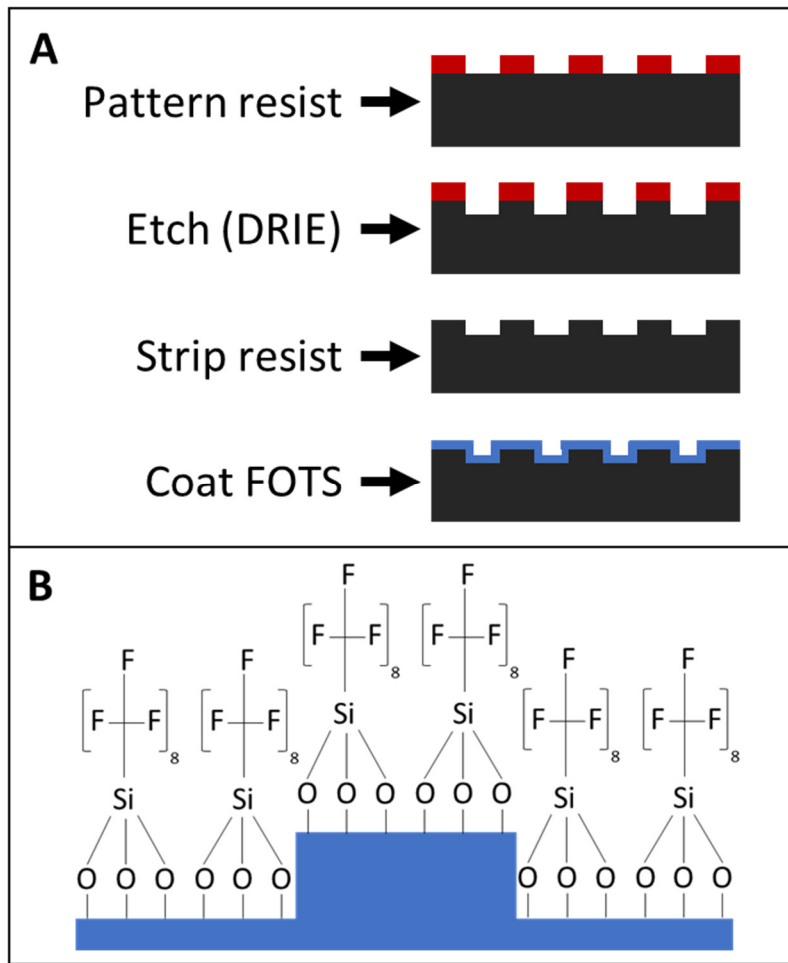 A
Pattern resist
Etch (DRIE)
Strip resist
Coat FOTS
B
F F
F F F F
8 8
F F Si Si F F
F F F F F F F F
8 8 8 8
O O O O O O
Si Si Si Si
O O O O O O O O O O O O